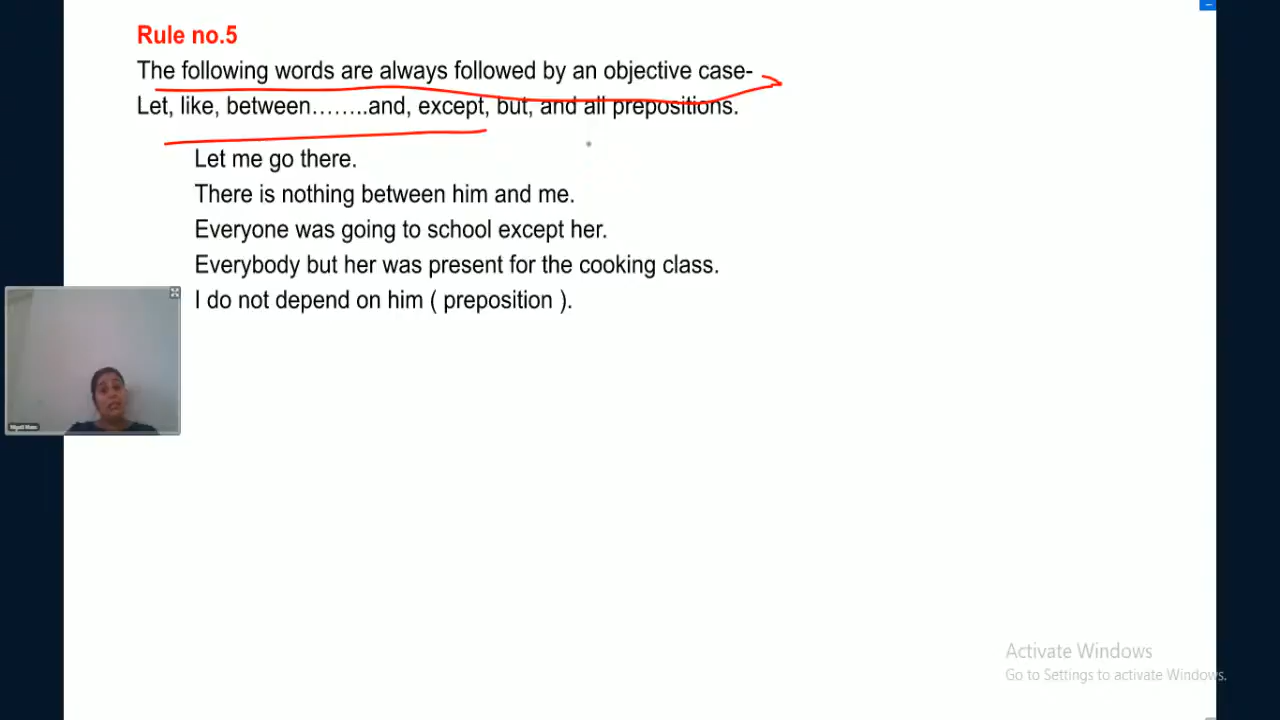 Rule no.5
The following words are always followed by an objective case-
Let, like, between........and, except, but, and all prepositions.
Let me go there.
There is nothing between him and me.
Everyone was going to school except her.
Everybody but her was present for the cooking class.
I do not depend on him ( preposition ).
Activate Windows
Go to Settings to activate Windows.